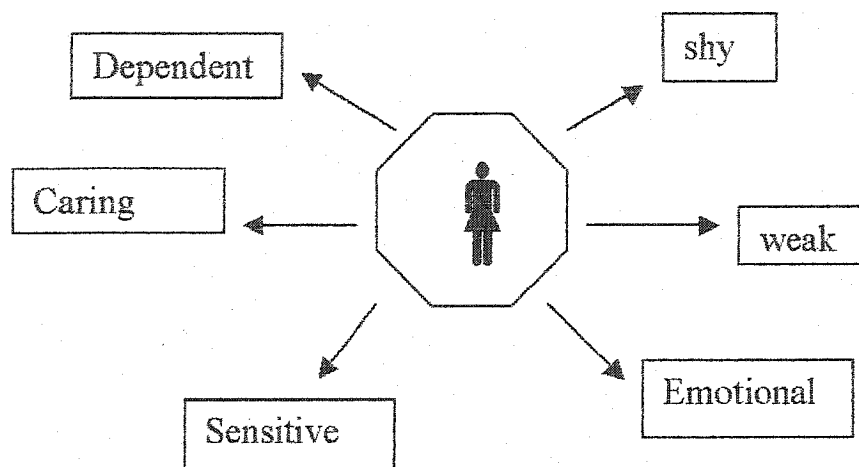 Dependent
shy
Caring
weak
Sensitive
Emotional